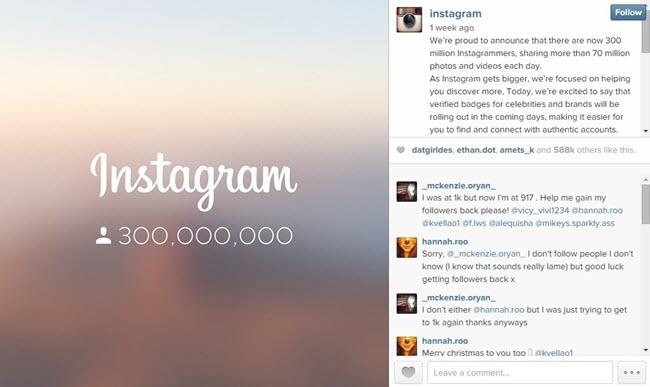 Instagram
300,000,000
instagram
Follow
1 week ago
We're proud to announce that there are now 300
million Instagrammers, sharing more than 70 million
photos and videos each day.
As Instagram gets bigger, we're focused on helping
you discover more. Today, we're excited to say that
verified badges for celebrities and brands will be
rolling out in the coming days, making it easier for
you to find and connect with authentic accounts.
datgirldes, ethan.dot, amets_k and 588k others like this.
_mckenzie.oryan_
I was at 1k but now I'm at 917 . Help me gain my
followers back please! @vicy_vivi1234 @hannah.roo
@kvellao1 @f.lws @alequisha @mikeys.sparkly.ass
hannah.roo
Sorry, @_mckenzie.oryan_ I don't follow people I don't
know (I know that sounds really lame) but good luck
getting followers back x
_mckenzie.oryan_
I don't either @hannah.roo but I was just trying to get
to 1k again thanks anyways
hannah.roo
Merry christmas to you too @kvellao1
Leave a comment...